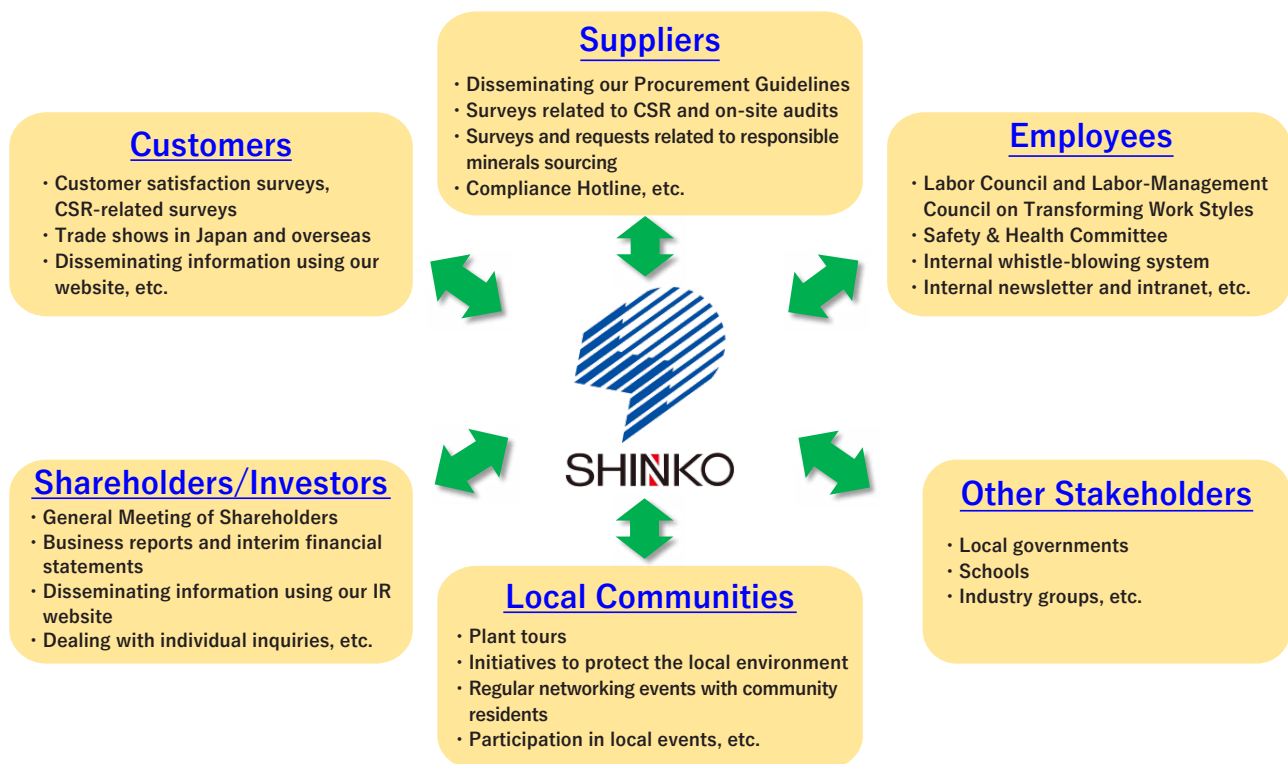 Suppliers
・Disseminating our Procurement Guidelines
・Surveys related to CSR and on-site audits
・Surveys and requests related to responsible
minerals sourcing
・Compliance Hotline, etc.
Customers
・Customer satisfaction surveys,
CSR-related surveys
・Trade shows in Japan and overseas
・Disseminating information using our
website, etc.
Employees
・Labor Council and Labor-Management
Council on Transforming Work Styles
・Safety & Health Committee
・Internal whistle-blowing system
・Internal newsletter and intranet, etc.
SHINKO
Shareholders/Investors
・General Meeting of Shareholders
・Business reports and interim financial
statements
・Disseminating information using our IR
website
・Dealing with individual inquiries, etc.
Other Stakeholders
・Local governments
・Schools
・Industry groups, etc.
Local Communities
・Plant tours
・Initiatives to protect the local environment
・Regular networking events with community
residents
・Participation in local events, etc.